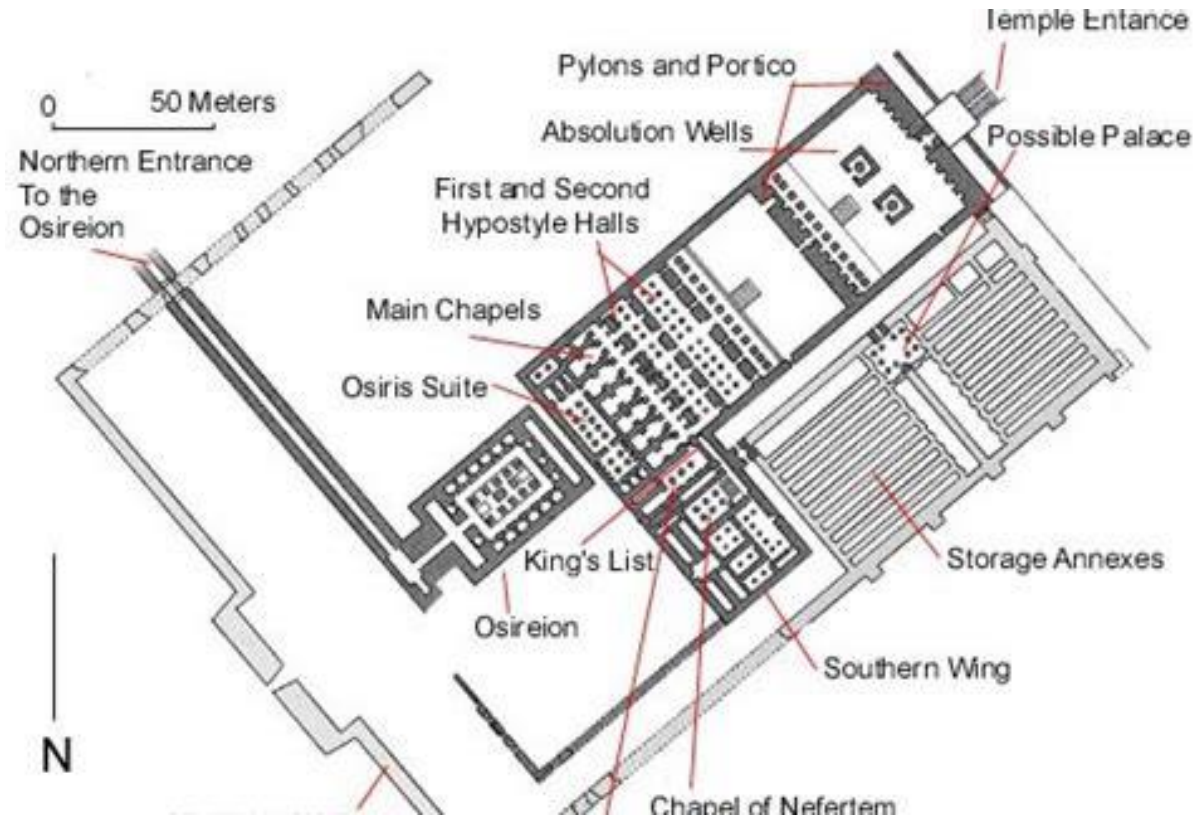 Temple Entance
Pylons and Portico
0 50 Meters
Absolution Wells
Possible Palace
Northern Entrance
To the
Osireion
First and Second
Hypostyle Halls
Main Chapels
Osiris Suite
King's List
Storage Annexes
Osireion
Southern Wing
N
Chapel of Nefertem